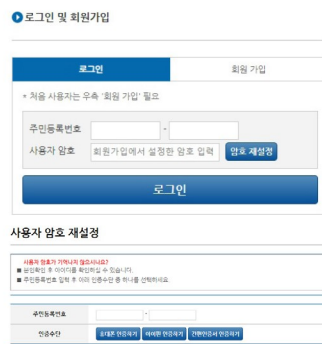 로그인 및 회원가입
로그인 회원 가입
* 처음 사용자는 우측 '회원 가입' 필요
주민등록번호 -
사용자 암호 회원가입에서 설정한 암호 입력 암호 재설정
로그인
사용자 암호 재설정
사용자 암호가 기억나지 않으시나요?
■ 본인확인 후 아이디를 확인하실 수 있습니다.
■ 주민등록번호 입력 후 아래 인증수단 중 하나를 선택하세요.
주민등록번호 -
인증수단 휴대폰 인증하기 아이핀 인증하기 간편인증서 인증하기